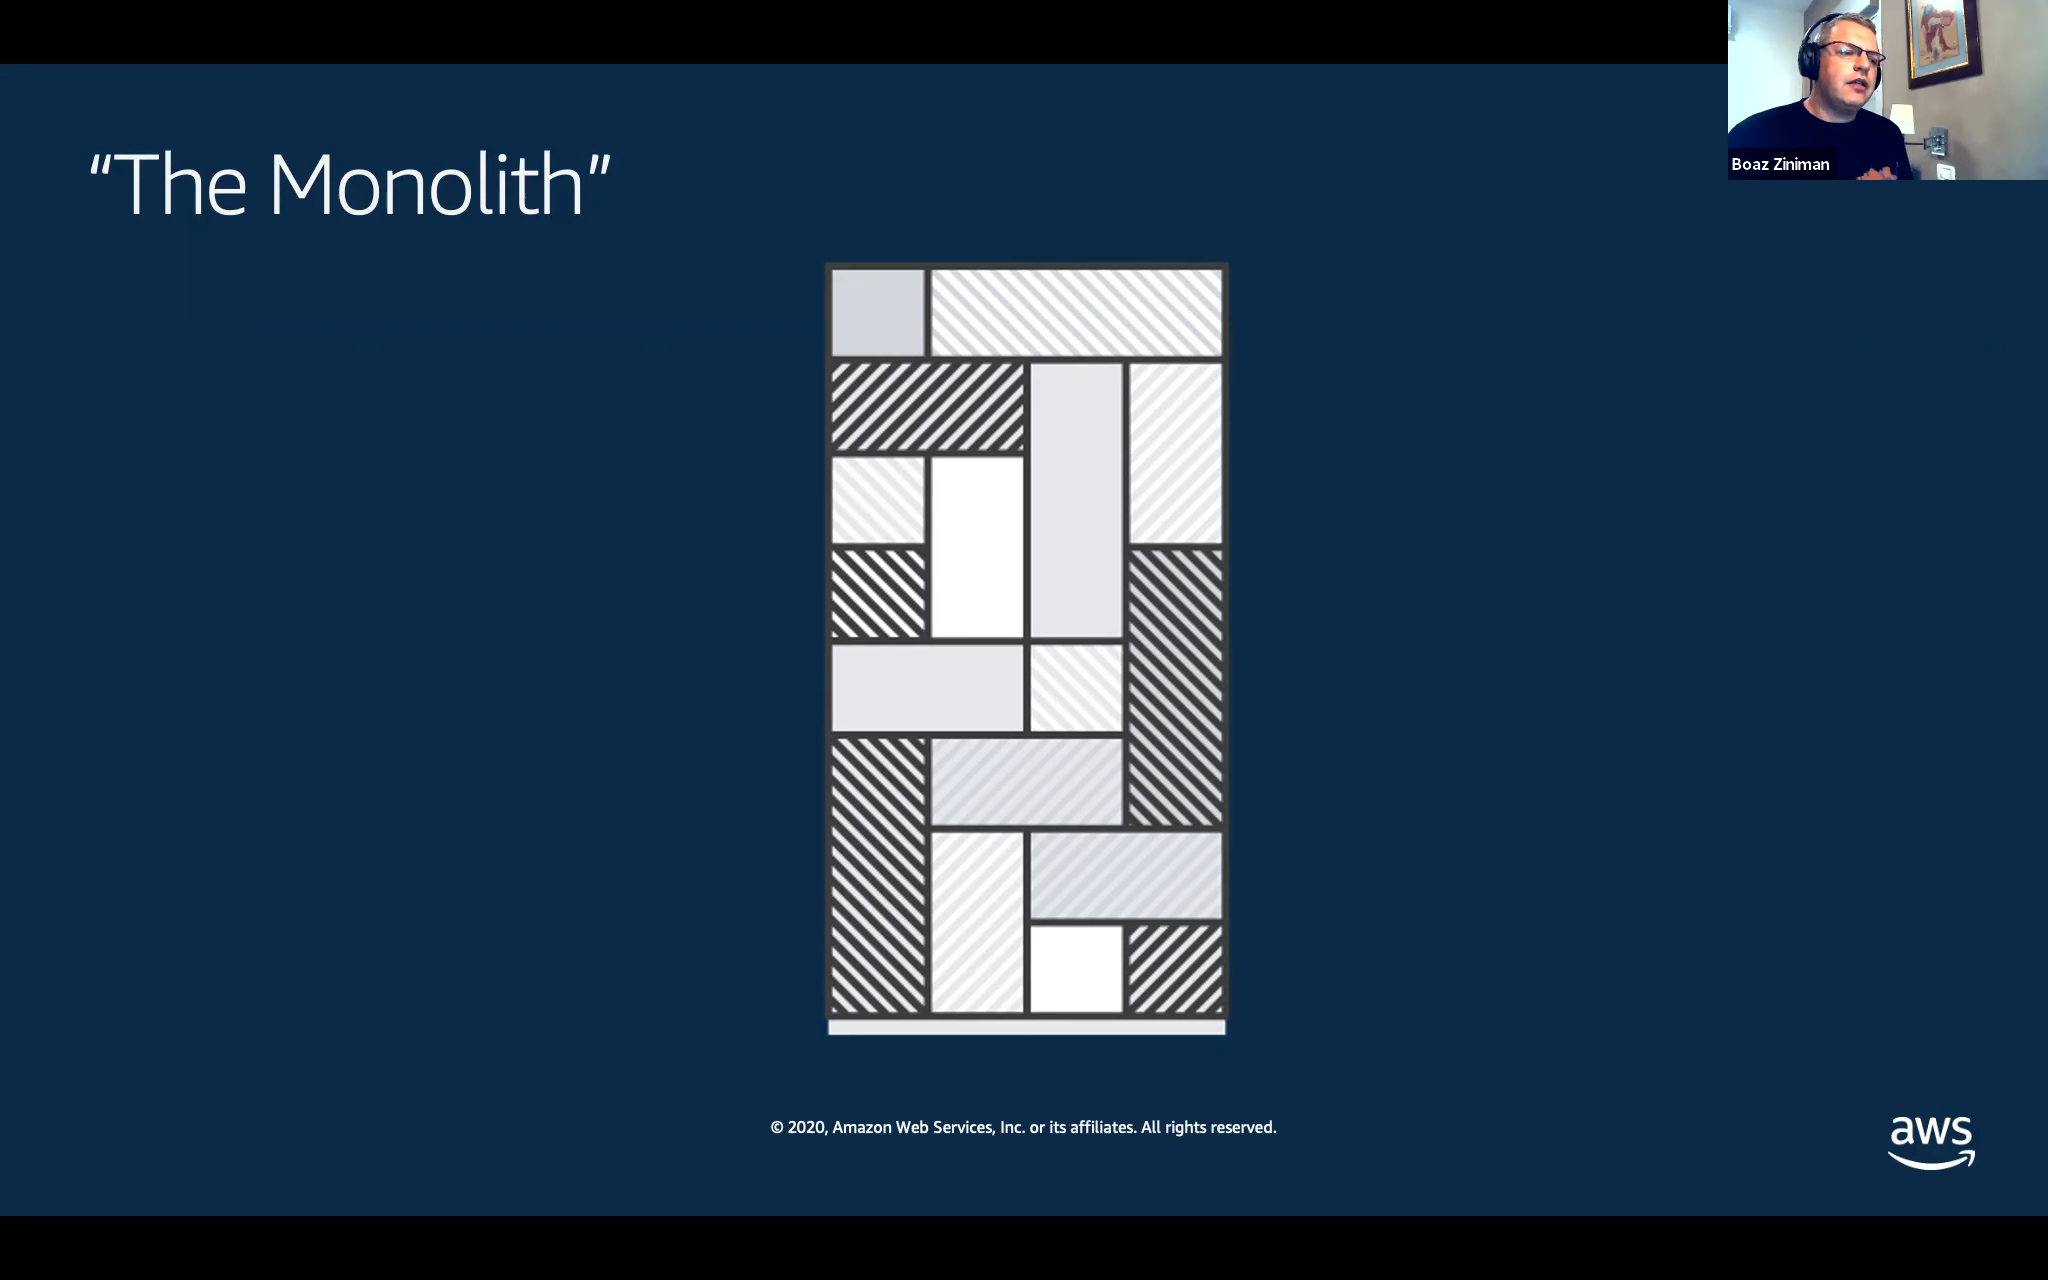 Boaz Ziniman
“The Monolith”
© 2020, Amazon Web Services, Inc. or its affiliates. All rights reserved.
aws